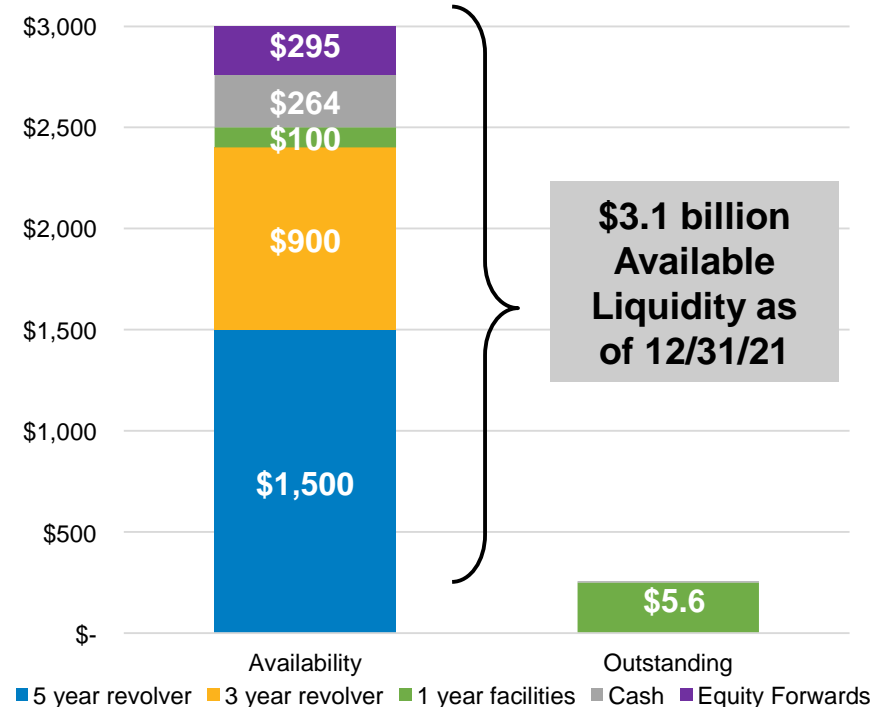 $3,000
$2,500
$2,000
$1,500
$1,000
$500
$-
$295
$264
$100
$900
$1,500
$3.1 billion
Available
Liquidity as
of 12/31/21
$5.6
Availability
Outstanding
5 year revolver 3 year revolver 1 year facilities Cash Equity Forwards